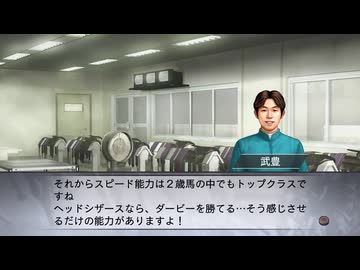 武豊
それからスピード能力は２歳馬の中でもトップクラスで
すね
ヘッドシザースなら、ダービーを勝てる…そう感じさせ
るだけの能力がありますよ！